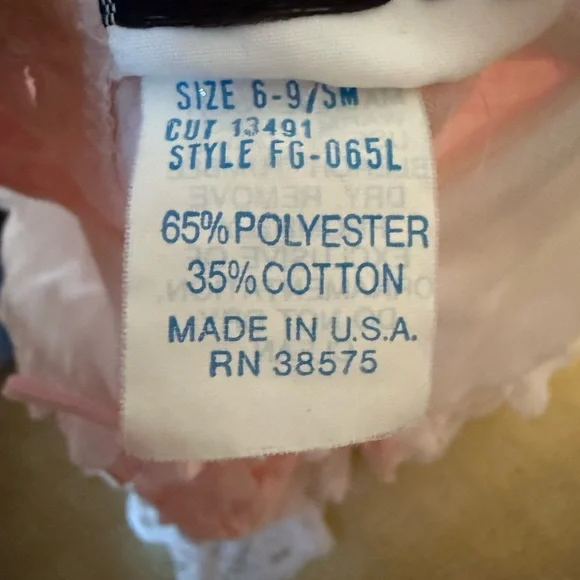 SIZE 6-9/SM
CUT 13491
STYLE FG-065L
65% POLYESTER
35% COTTON
MADE IN U.S.A.
RN 38575